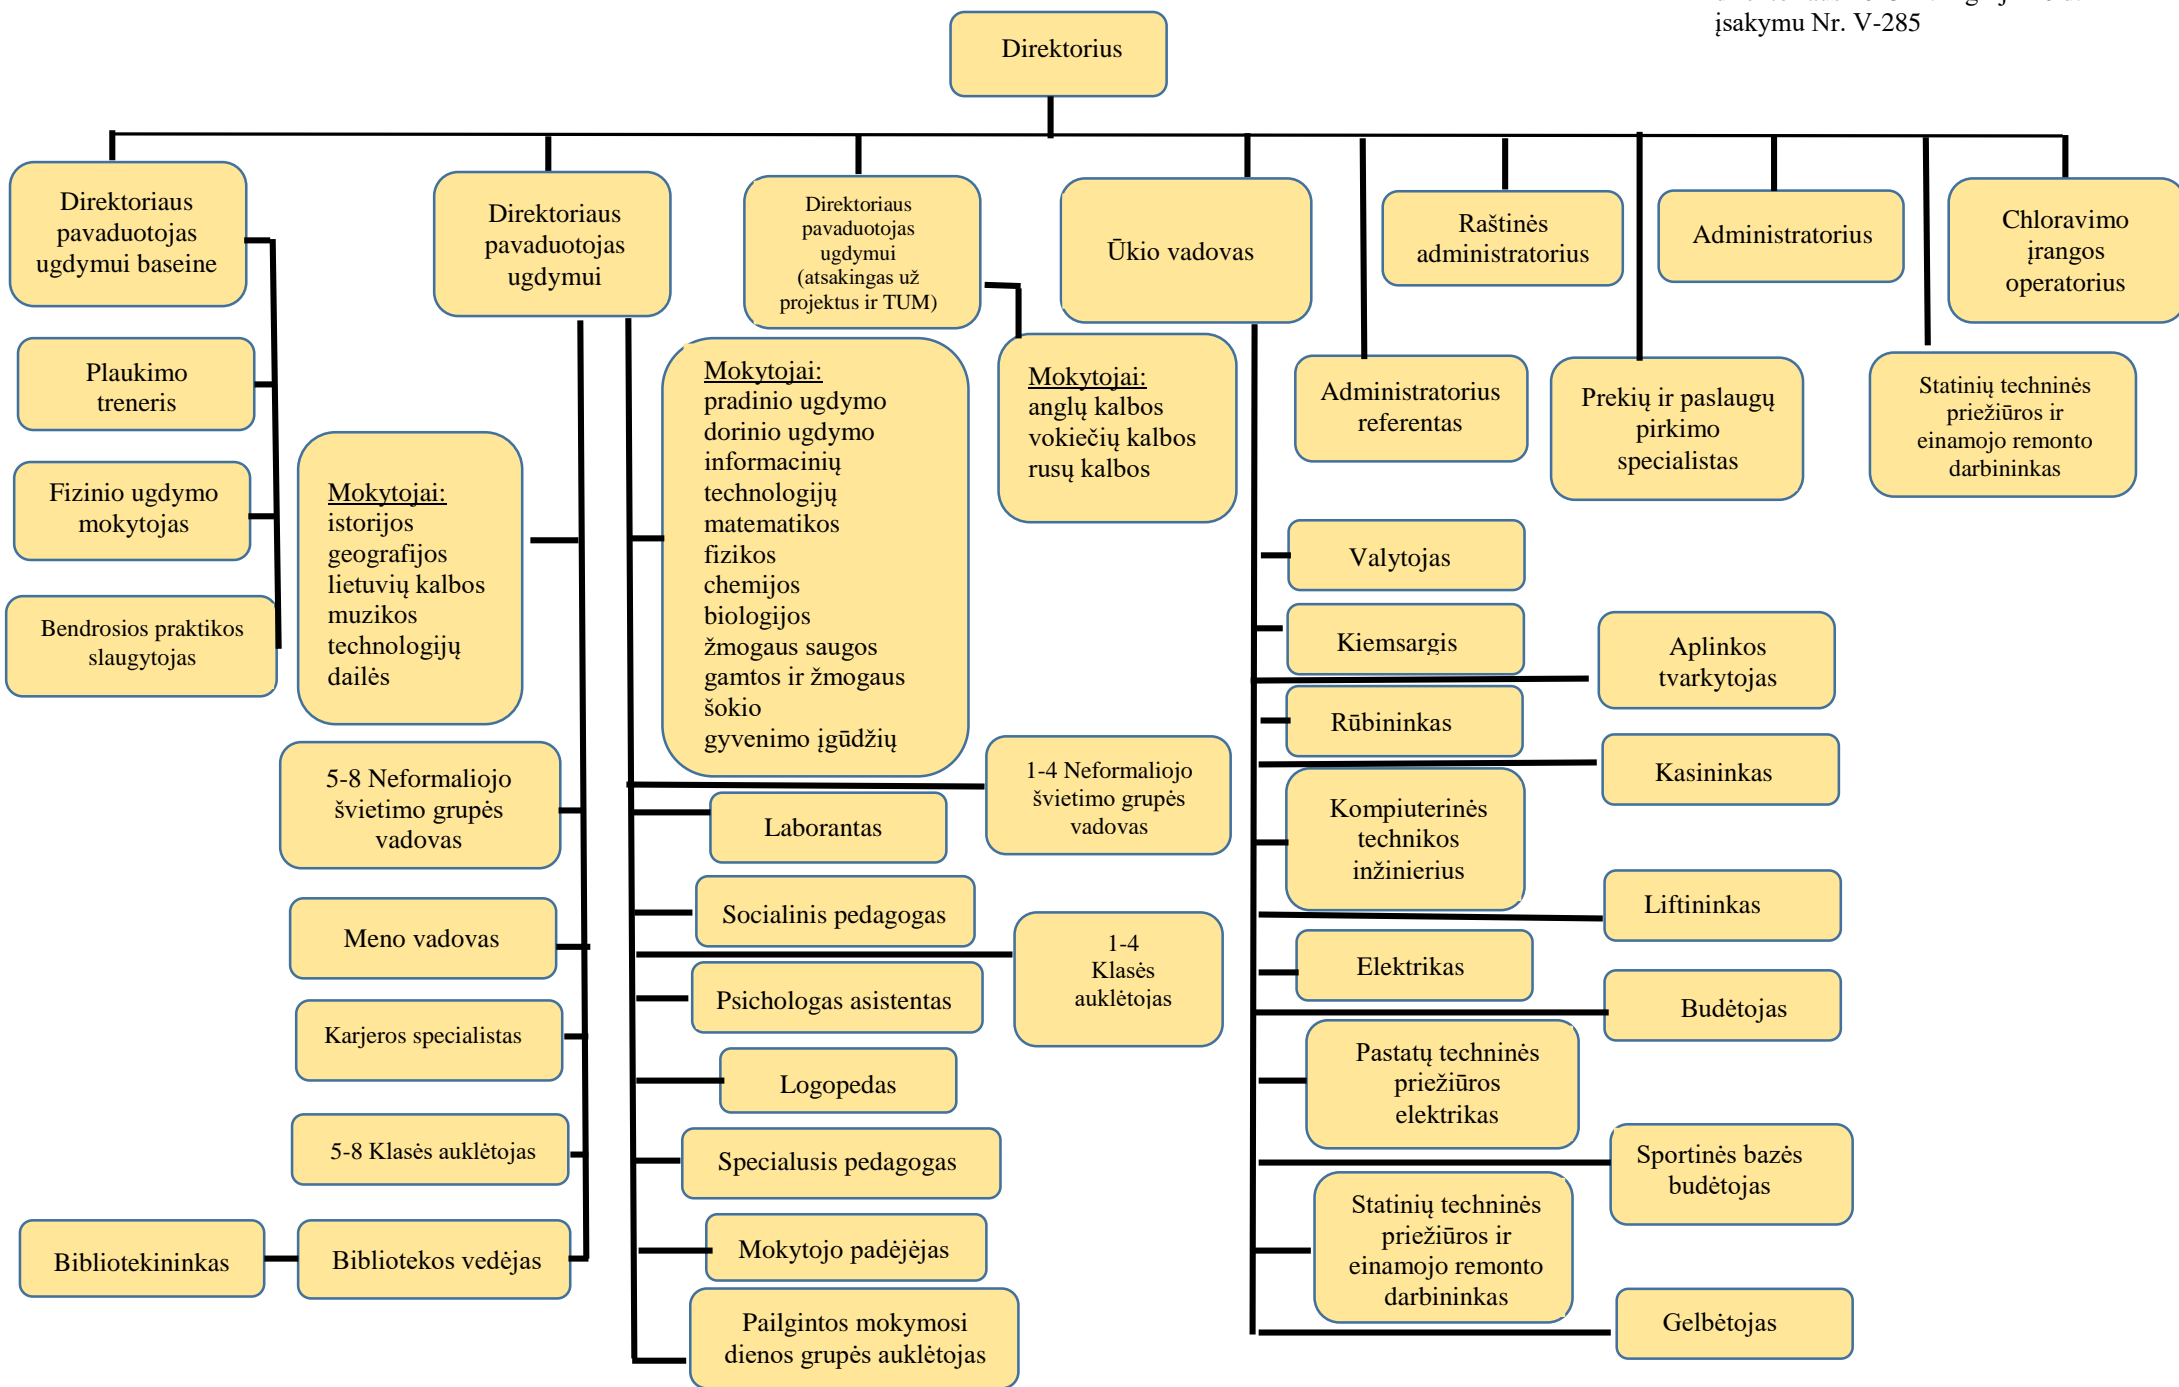 įsakymu Nr. V-285
Direktorius
Direktoriaus
pavaduotojas
ugdymui baseine
Direktoriaus
pavaduotojas
ugdymui
Direktoriaus
pavaduotojas
ugdymui
(atsakingas už
projektus ir TUM)
Ūkio vadovas
Raštinės
administratorius
Administratorius
Chloravimo
įrangos
operatorius
Plaukimo
treneris
Fizinio ugdymo
mokytojas
Bendrosios praktikos
slaugytojas
Mokytojai:
istorijos
geografijos
lietuvių kalbos
muzikos
technologijų
dailės
Mokytojai:
pradinio ugdymo
dorinio ugdymo
informacinių
technologijų
matematikos
fizikos
chemijos
biologijos
žmogaus saugos
gamtos ir žmogaus
šokio
gyvenimo įgūdžių
Mokytojai:
anglų kalbos
vokiečių kalbos
rusų kalbos
Administratorius
referentas
Prekių ir paslaugų
pirkimo
specialistas
Statinių techninės
priežiūros ir
einamojo remonto
darbininkas
5-8 Neformaliojo
švietimo grupės
vadovas
Meno vadovas
Karjeros specialistas
5-8 Klasės auklėtojas
Bibliotekininkas
Bibliotekos vedėjas
1-4 Neformaliojo
švietimo grupės
vadovas
Laborantas
Socialinis pedagogas
1-4
Klasės
auklėtojas
Psichologas asistentas
Logopedas
Specialusis pedagogas
Mokytojo padėjėjas
Pailgintos mokymosi
dienos grupės auklėtojas
Valytojas
Kiemsargis
Aplinkos
tvarkytojas
Rūbininkas
Kasininkas
Kompiuterinės
technikos
inžinierius
Liftininkas
Elektrikas
Budėtojas
Pastatų techninės
priežiūros
elektrikas
Sportinės bazės
budėtojas
Statinių techninės
priežiūros ir
einamojo remonto
darbininkas
Gelbėtojas